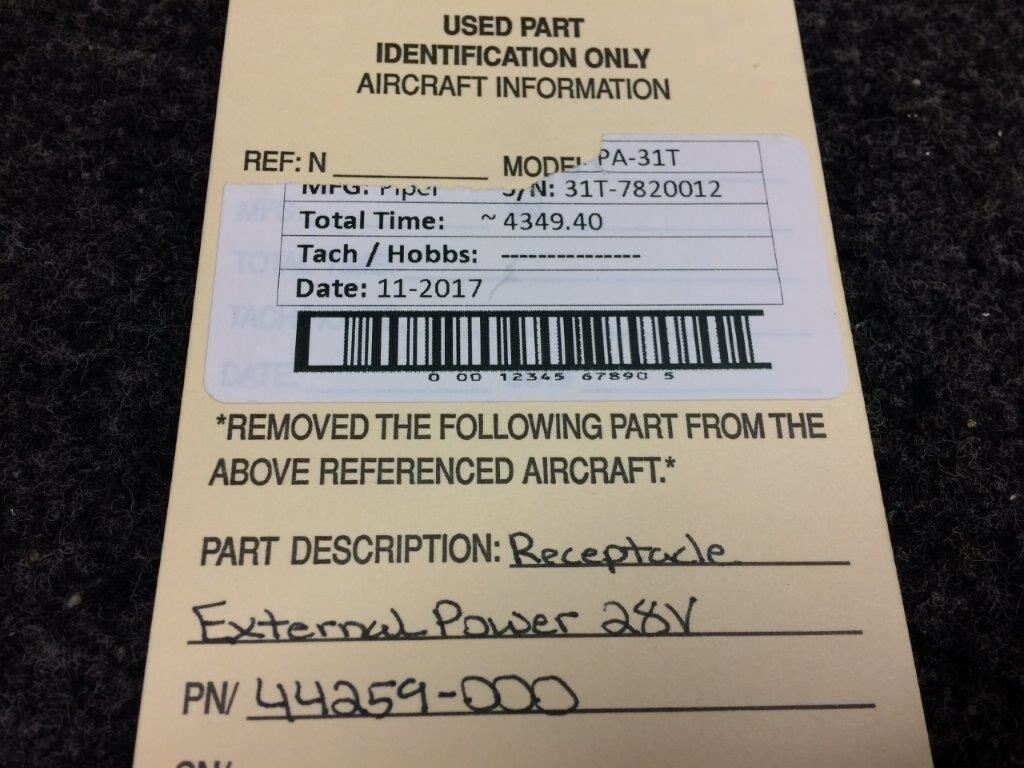 USED PART
IDENTIFICATION ONLY
AIRCRAFT INFORMATION
REF: N MODEL PA-31T
MFG: Piper S/N: 31T-7820012
Total Time: ~ 4349.40
Tach / Hobbs: ---------------
Date: 11-2017
0 00 12345 67890 5
*REMOVED THE FOLLOWING PART FROM THE
ABOVE REFERENCED AIRCRAFT.*
PART DESCRIPTION: Receptacle
External Power 28V
PN/ 44259-000